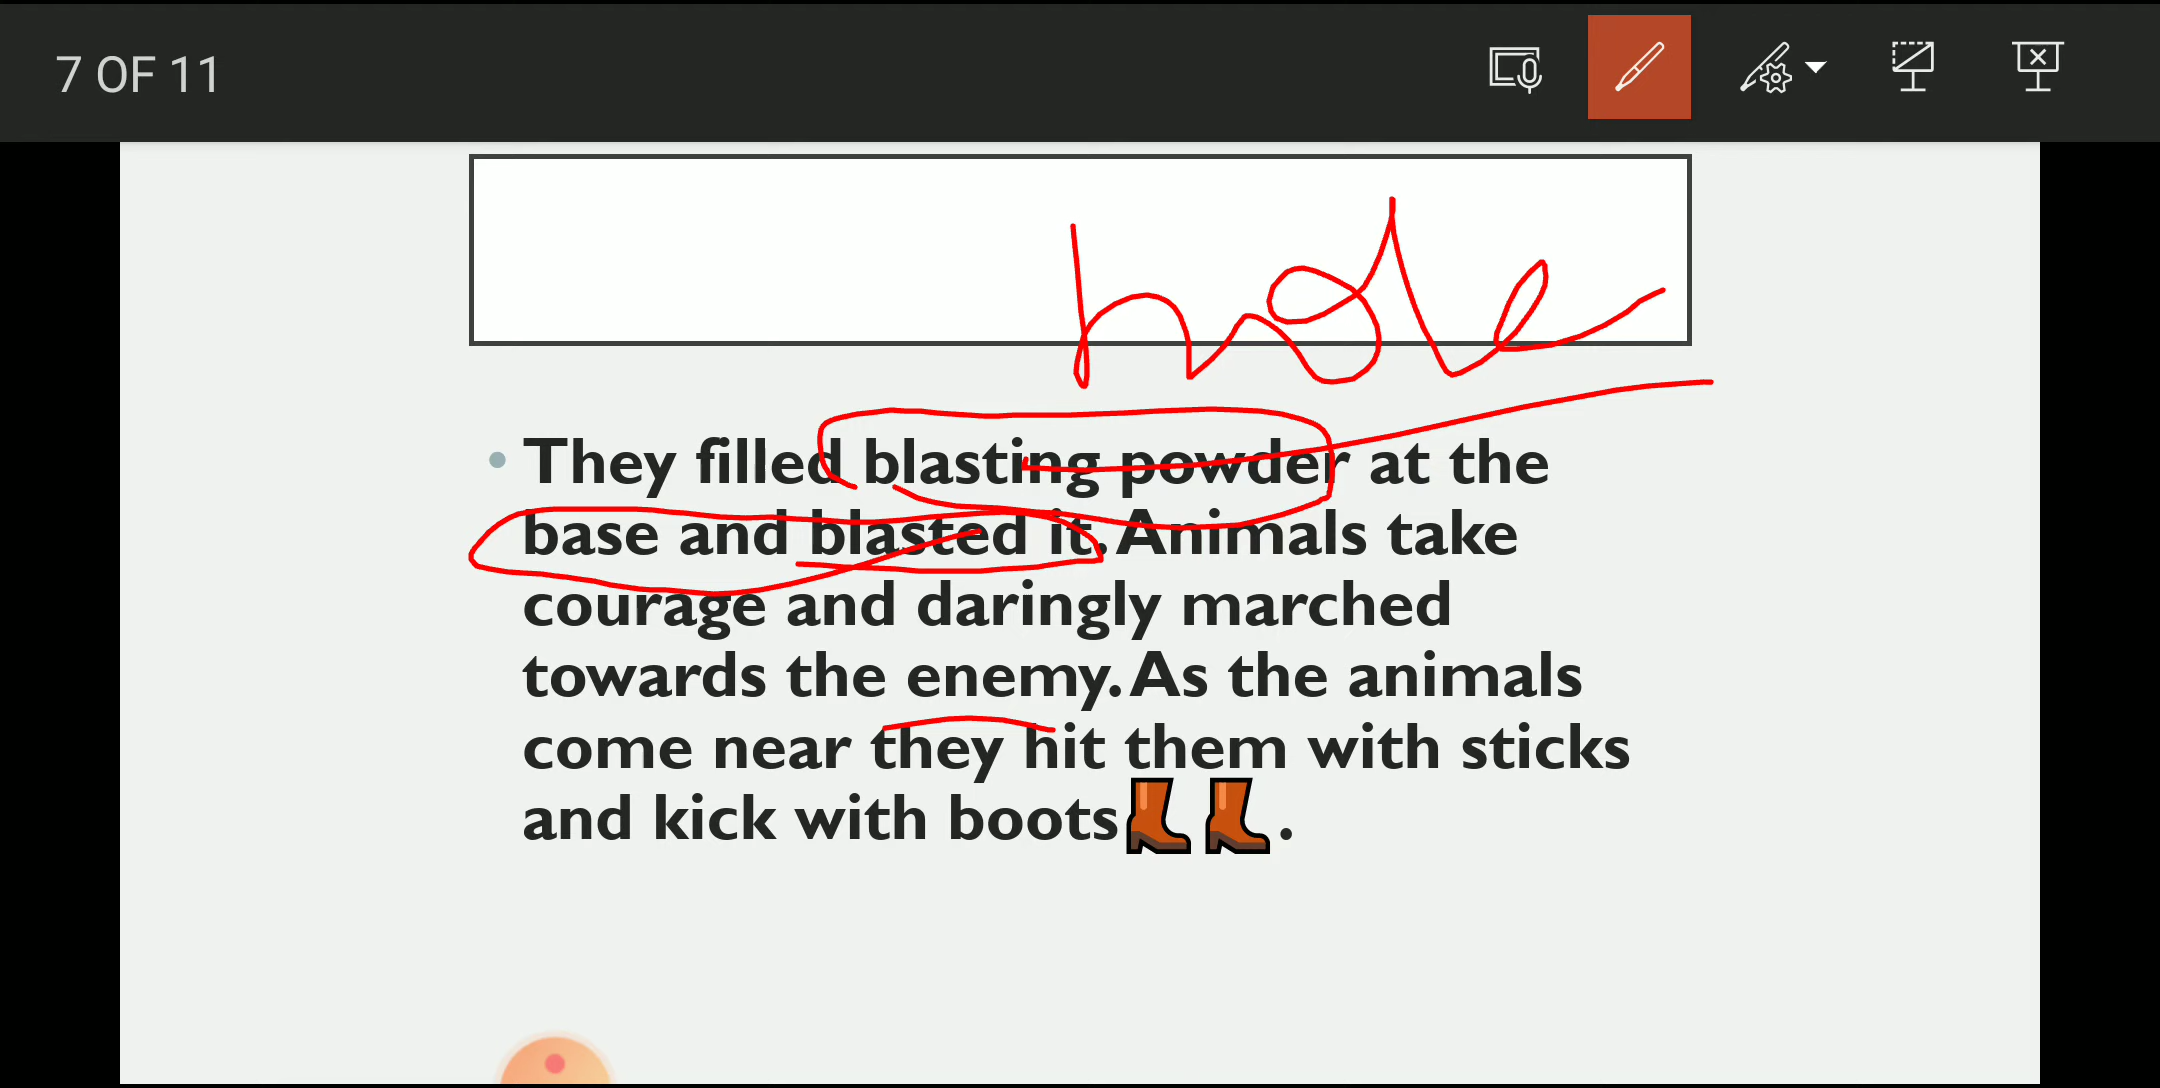 7 OF 11
hole
They filled blasting powder at the
base and blasted it. Animals take
courage and daringly marched
towards the enemy. As the animals
come near they hit them with sticks
and kick with boots👢👢.